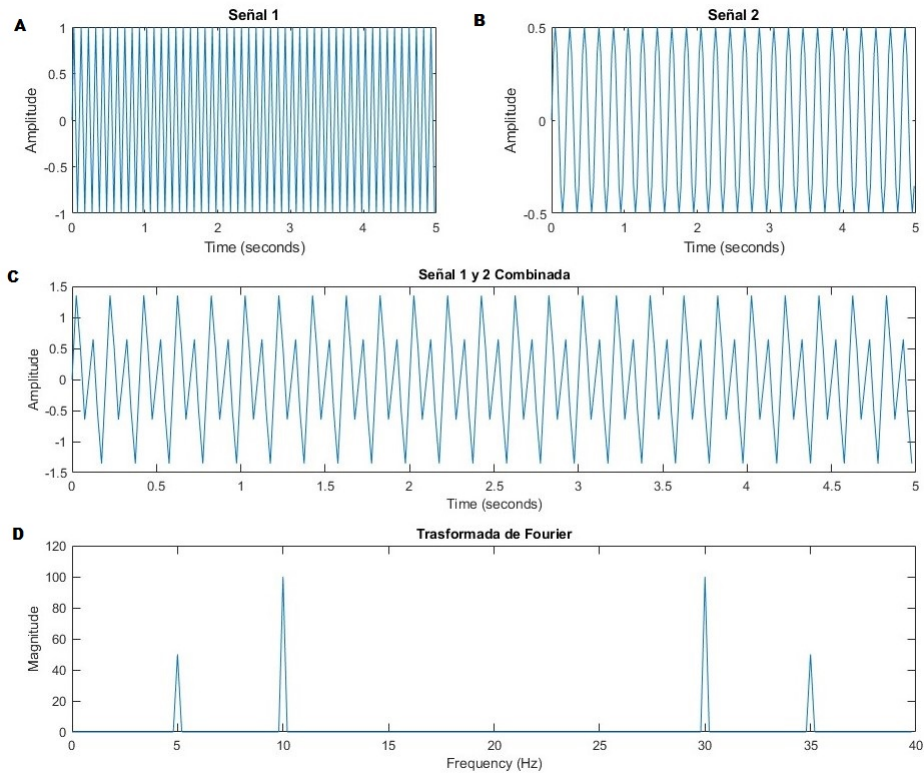 A
Señal 1
1
0.5
0
-0.5
-1
Amplitude
0 1 2 3 4 5
Time (seconds)
B
Señal 2
0.5
0
-0.5
Amplitude
0 1 2 3 4 5
Time (seconds)
C
Señal 1 y 2 Combinada
1.5
1
0.5
0
-0.5
-1
-1.5
Amplitude
0 0.5 1 1.5 2 2.5 3 3.5 4 4.5 5
Time (seconds)
D
Trasformada de Fourier
120
100
80
60
40
20
0
Magnitude
0 5 10 15 20 25 30 35 40
Frequency (Hz)